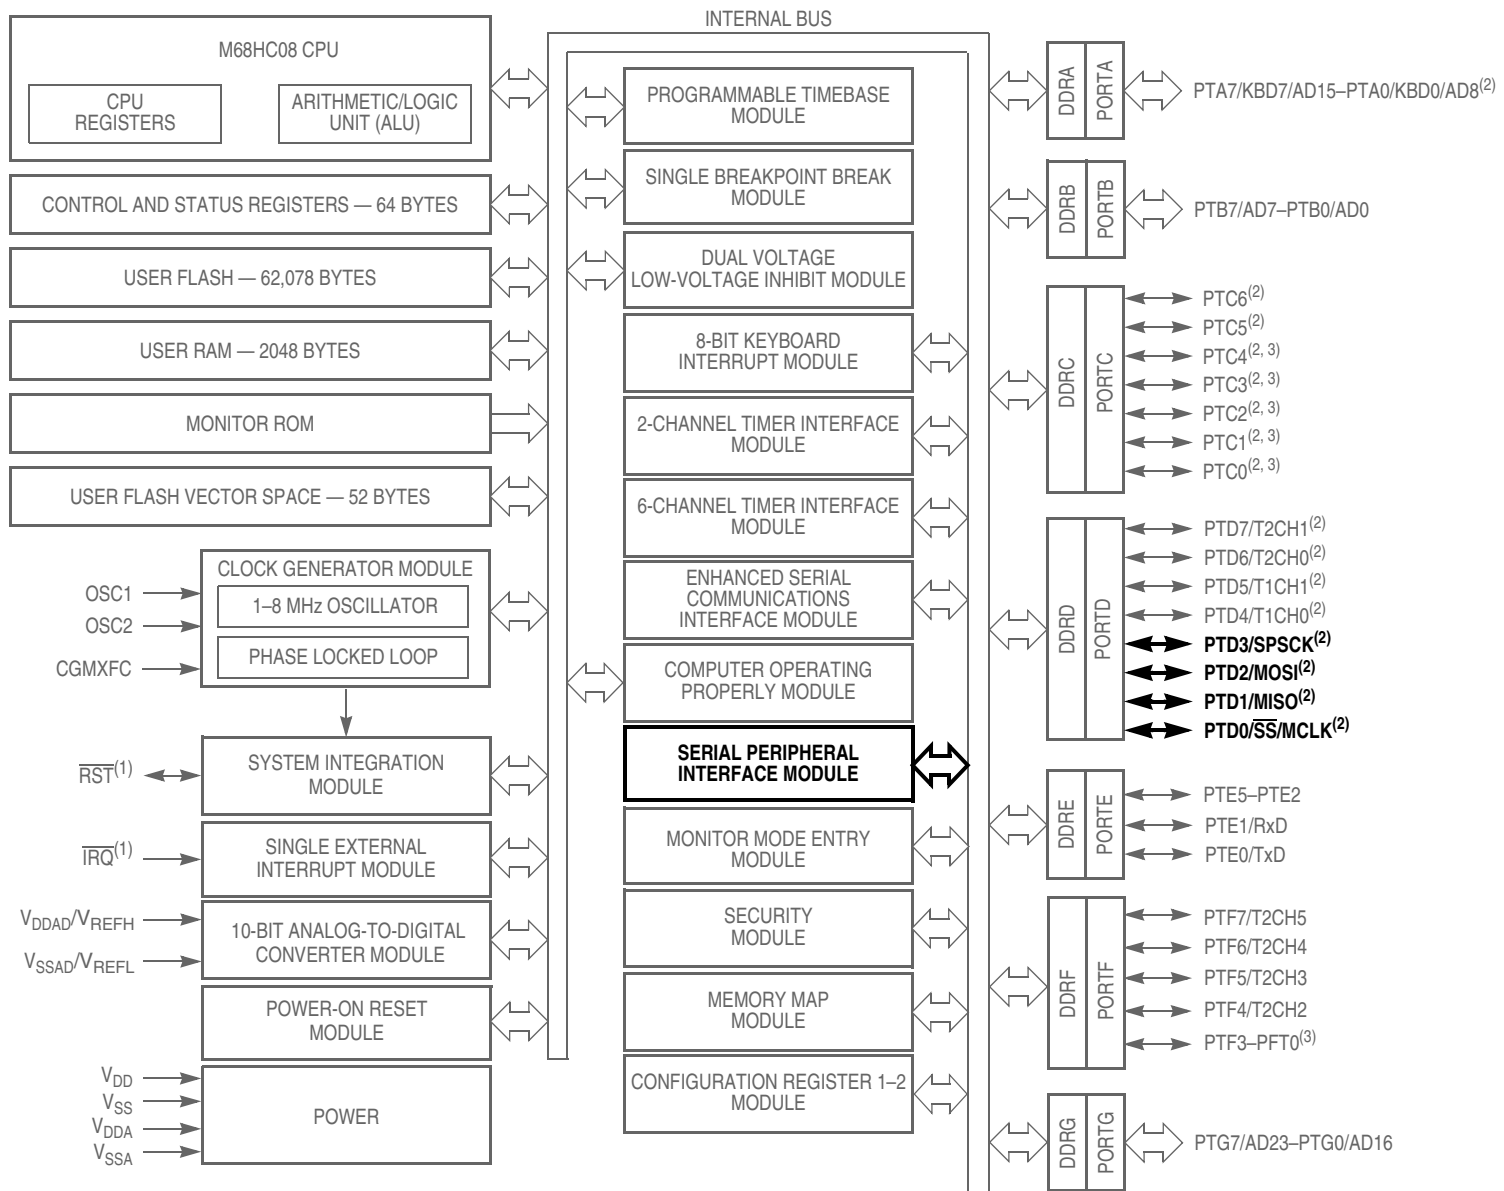 INTERNAL BUS
M68HC08 CPU
CPU
REGISTERS
ARITHMETIC/LOGIC
UNIT (ALU)
CONTROL AND STATUS REGISTERS — 64 BYTES
USER FLASH — 62,078 BYTES
USER RAM — 2048 BYTES
MONITOR ROM
USER FLASH VECTOR SPACE — 52 BYTES
CLOCK GENERATOR MODULE
1–8 MHz OSCILLATOR
PHASE LOCKED LOOP
OSC1
OSC2
CGMXFC
SYSTEM INTEGRATION
MODULE
RST(1)
SINGLE EXTERNAL
INTERRUPT MODULE
IRQ(1)
10-BIT ANALOG-TO-DIGITAL
CONVERTER MODULE
VDDAD/VREFH
VSSAD/VREFL
POWER-ON RESET
MODULE
POWER
VDD
VSS
VDDA
VSSA
PROGRAMMABLE TIMEBASE
MODULE
SINGLE BREAKPOINT BREAK
MODULE
DUAL VOLTAGE
LOW-VOLTAGE INHIBIT MODULE
8-BIT KEYBOARD
INTERRUPT MODULE
2-CHANNEL TIMER INTERFACE
MODULE
6-CHANNEL TIMER INTERFACE
MODULE
ENHANCED SERIAL
COMMUNICATIONS
INTERFACE MODULE
COMPUTER OPERATING
PROPERLY MODULE
SERIAL PERIPHERAL
INTERFACE MODULE
MONITOR MODE ENTRY
MODULE
SECURITY
MODULE
MEMORY MAP
MODULE
CONFIGURATION REGISTER 1–2
MODULE
DDRA
PORTA
PTA7/KBD7/AD15–PTA0/KBD0/AD8(2)
DDRB
PORTB
PTB7/AD7–PTB0/AD0
DDRC
PORTC
PTC6(2)
PTC5(2)
PTC4(2, 3)
PTC3(2, 3)
PTC2(2, 3)
PTC1(2, 3)
PTC0(2, 3)
DDRD
PORTD
PTD7/T2CH1(2)
PTD6/T2CH0(2)
PTD5/T1CH1(2)
PTD4/T1CH0(2)
PTD3/SPSCK(2)
PTD2/MOSI(2)
PTD1/MISO(2)
PTD0/SS/MCLK(2)
DDRE
PORTE
PTE5–PTE2
PTE1/RxD
PTE0/TxD
DDRF
PORTF
PTF7/T2CH5
PTF6/T2CH4
PTF5/T2CH3
PTF4/T2CH2
PTF3–PFT0(3)
DDRG
PORTG
PTG7/AD23–PTG0/AD16